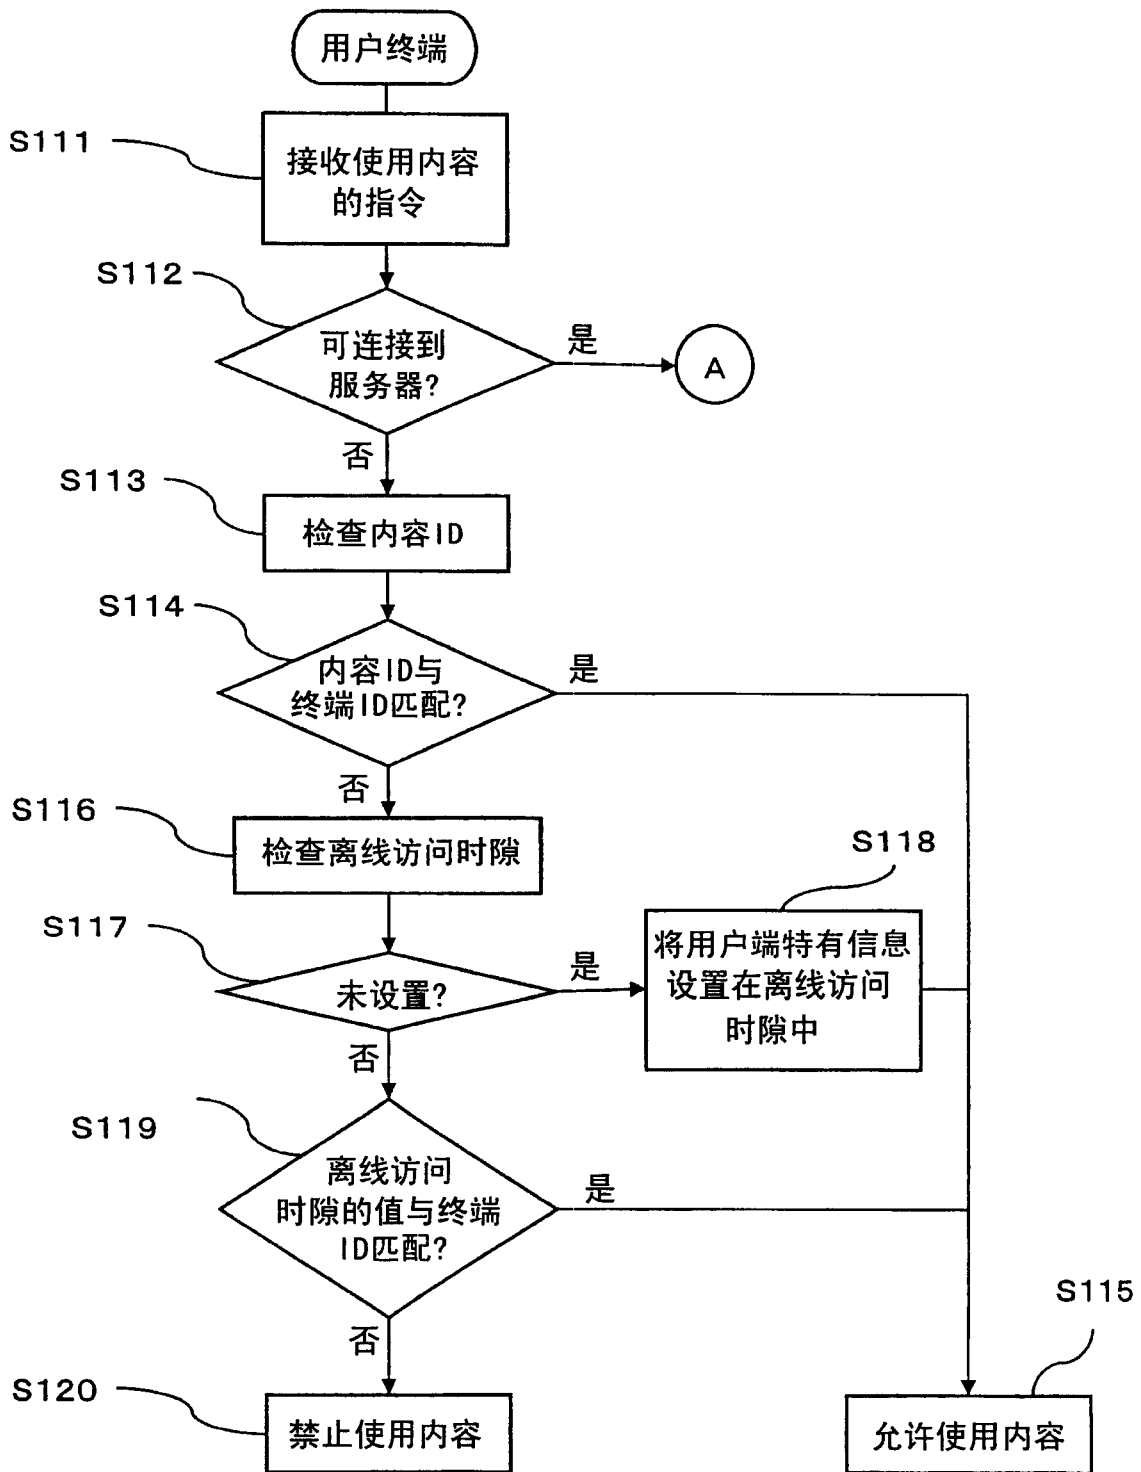 用户终端
S111
接收使用内容
的指令
S112
可连接到
服务器?
是
A
否
S113
检查内容ID
S114
内容ID与
终端ID匹配?
是
否
S116
检查离线访问时隙
S118
将用户端特有信息
设置在离线访问
时隙中
S117
未设置?
是
否
S119
离线访问
时隙的值与终端
ID匹配?
是
否
S115
S120
禁止使用内容
允许使用内容